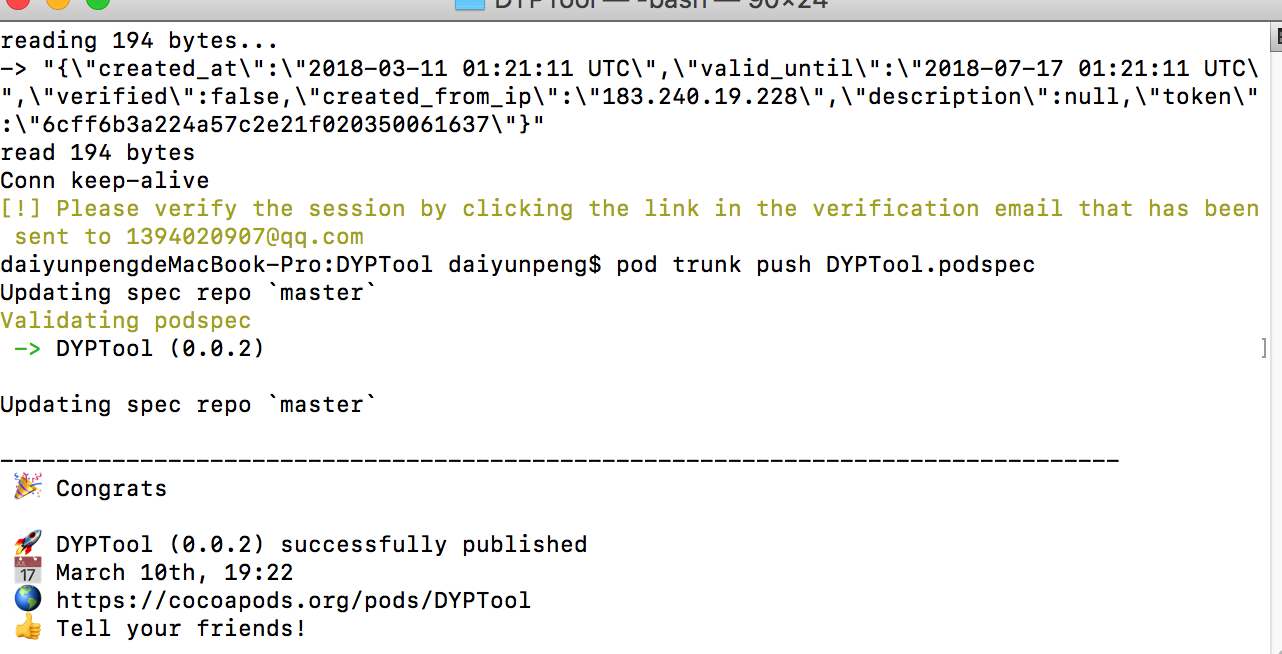 DYPTool — -bash — 90×24
reading 194 bytes...
-> "{\"created_at\":\"2018-03-11 01:21:11 UTC\",\"valid_until\":\"2018-07-17 01:21:11 UTC\
",\"verified\":false,\"created_from_ip\":\"183.240.19.228\",\"description\":null,\"token\"
:\"6cff6b3a224a57c2e21f020350061637\"}"
read 194 bytes
Conn keep-alive
[!] Please verify the session by clicking the link in the verification email that has been
sent to 1394020907@qq.com
daiyunpengdeMacBook-Pro:DYPTool daiyunpeng$ pod trunk push DYPTool.podspec
Updating spec repo `master`
Validating podspec
-> DYPTool (0.0.2)
]
Updating spec repo `master`
--------------------------------------------------------------------------------
🎉 Congrats
🚀 DYPTool (0.0.2) successfully published
📅 March 10th, 19:22
🌎 https://cocoapods.org/pods/DYPTool
👍 Tell your friends!